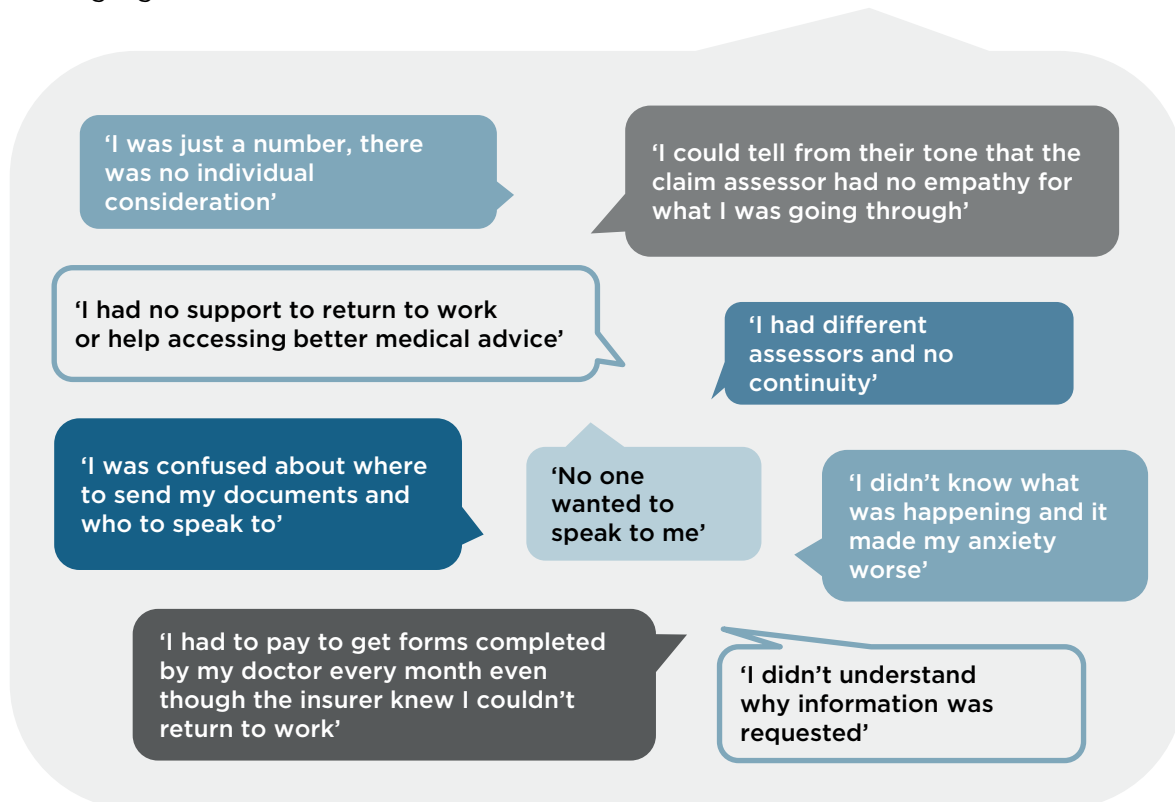 ‘I was just a number, there
was no individual
consideration’
‘I could tell from their tone that the
claim assessor had no empathy for
what I was going through’
‘I had no support to return to work
or help accessing better medical advice’
‘I had different
assessors and no
continuity’
‘I was confused about where
to send my documents and
who to speak to’
‘No one
wanted to
speak to me’
‘I didn’t know what
was happening and it
made my anxiety
worse’
‘I had to pay to get forms completed
by my doctor every month even
though the insurer knew I couldn’t
return to work’
‘I didn’t understand
why information was
requested’